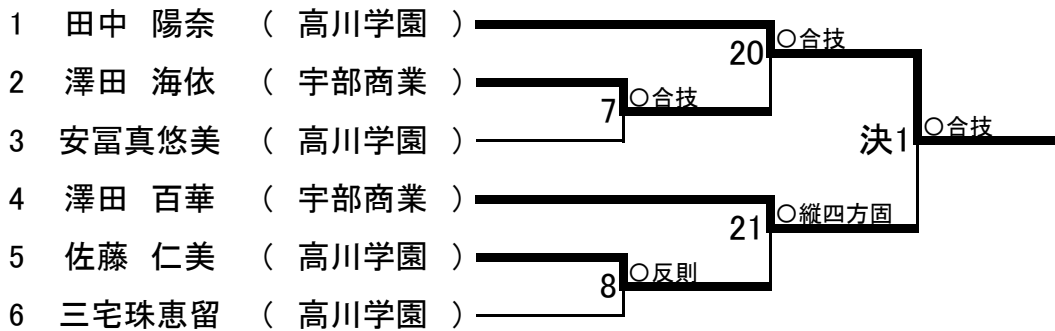 1 田中 陽奈 ( 高川学園 )
20 ○合技
2 澤田 海依 ( 宇部商業 )
7 ○合技
3 安冨真悠美 ( 高川学園 )
決1 ○合技
4 澤田 百華 ( 宇部商業 )
21 ○縦四方固
5 佐藤 仁美 ( 高川学園 )
8 ○反則
6 三宅珠恵留 ( 高川学園 )